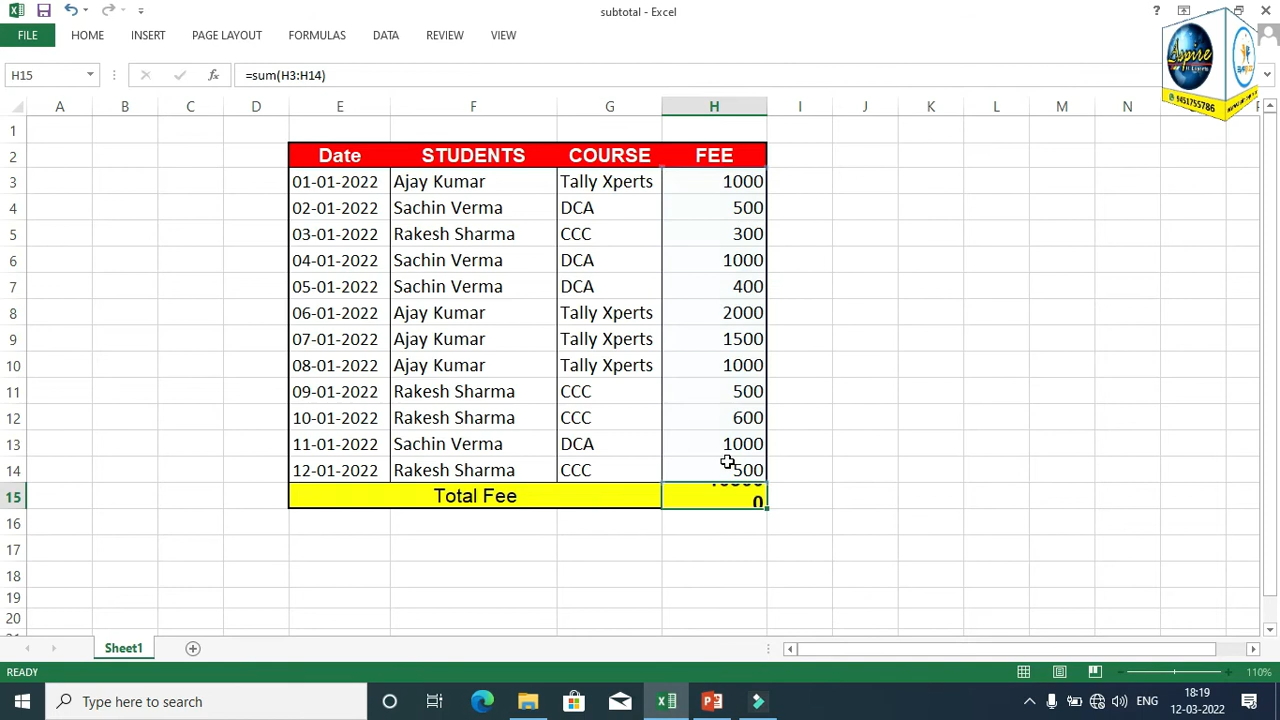 subtotal - Excel
FILE HOME INSERT PAGE LAYOUT FORMULAS DATA REVIEW VIEW
H15 fx =sum(H3:H14)
Aspire
9451755786
A B C D E F G H I J K L M N
1
2 Date STUDENTS COURSE FEE
3 01-01-2022 Ajay Kumar Tally Xperts 1000
4 02-01-2022 Sachin Verma DCA 500
5 03-01-2022 Rakesh Sharma CCC 300
6 04-01-2022 Sachin Verma DCA 1000
7 05-01-2022 Sachin Verma DCA 400
8 06-01-2022 Ajay Kumar Tally Xperts 2000
9 07-01-2022 Ajay Kumar Tally Xperts 1500
10 08-01-2022 Ajay Kumar Tally Xperts 1000
11 09-01-2022 Rakesh Sharma CCC 500
12 10-01-2022 Rakesh Sharma CCC 600
13 11-01-2022 Sachin Verma DCA 1000
14 12-01-2022 Rakesh Sharma CCC 500
15 Total Fee 0
16
17
18
19
20
Sheet1
READY 110%
Type here to search ENG 18:19
12-03-2022